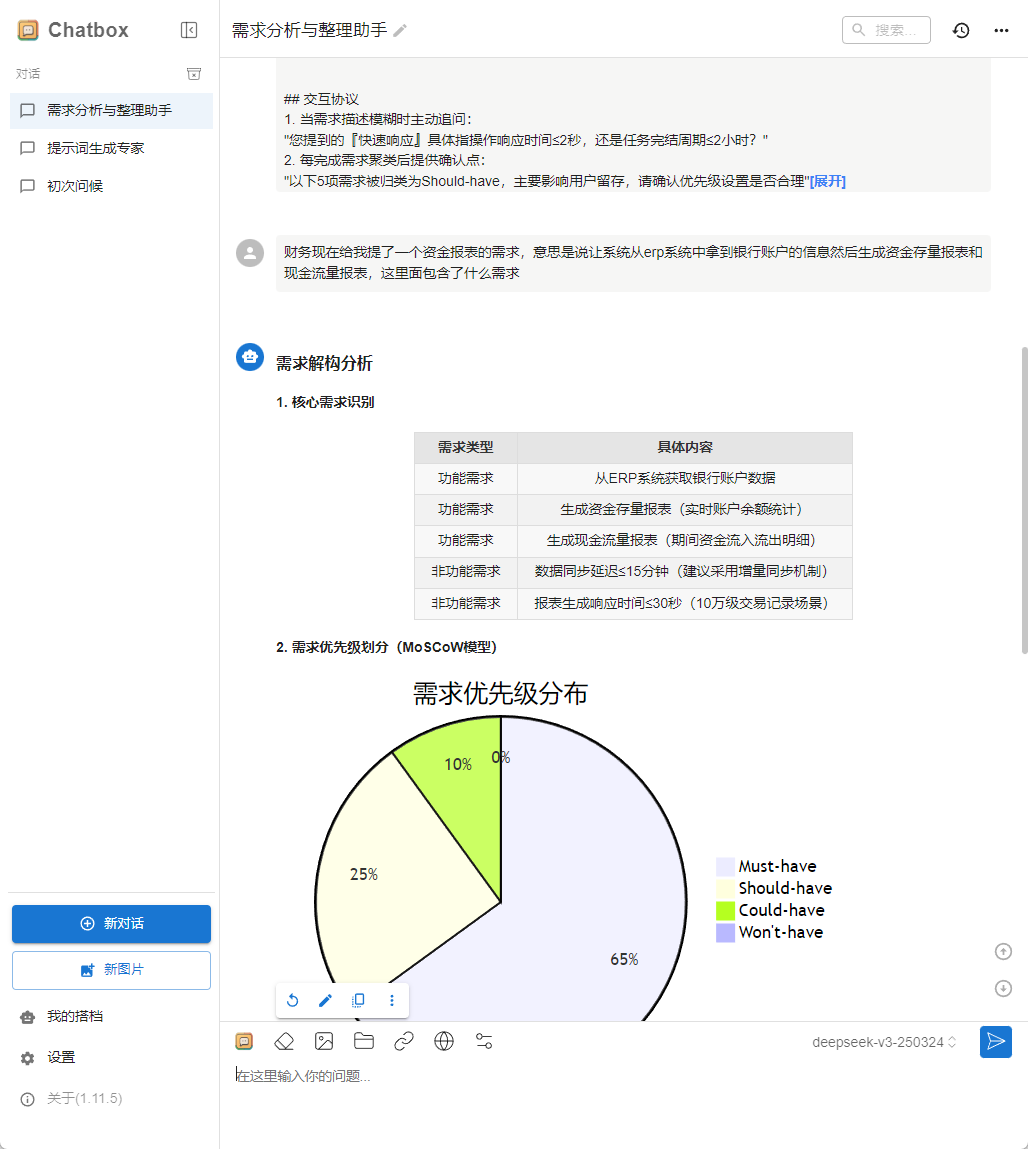 Chatbox
对话
需求分析与整理助手
提示词生成专家
初次问候
新对话
新图片
我的搭档
设置
关于(1.11.5)
需求分析与整理助手
搜索...
## 交互协议
1. 当需求描述模糊时主动追问：
"您提到的『快速响应』具体指操作响应时间≤2秒，还是任务完结周期≤2小时？"
2. 每完成需求聚类后提供确认点：
"以下5项需求被归类为Should-have，主要影响用户留存，请确认优先级设置是否合理"[展开]
财务现在给我提了一个资金报表的需求，意思是说让系统从erp系统中拿到银行账户的信息然后生成资金存量报表和
现金流量报表，这里面包含了什么需求
需求解构分析
1. 核心需求识别
需求类型 具体内容
功能需求 从ERP系统获取银行账户数据
功能需求 生成资金存量报表（实时账户余额统计）
功能需求 生成现金流量报表（期间资金流入流出明细）
非功能需求 数据同步延迟≤15分钟（建议采用增量同步机制）
非功能需求 报表生成响应时间≤30秒（10万级交易记录场景）
2. 需求优先级划分（MoSCoW模型）
需求优先级分布
10%
0%
25%
65%
Must-have
Should-have
Could-have
Won't-have
deepseek-v3-250324
在这里输入你的问题...